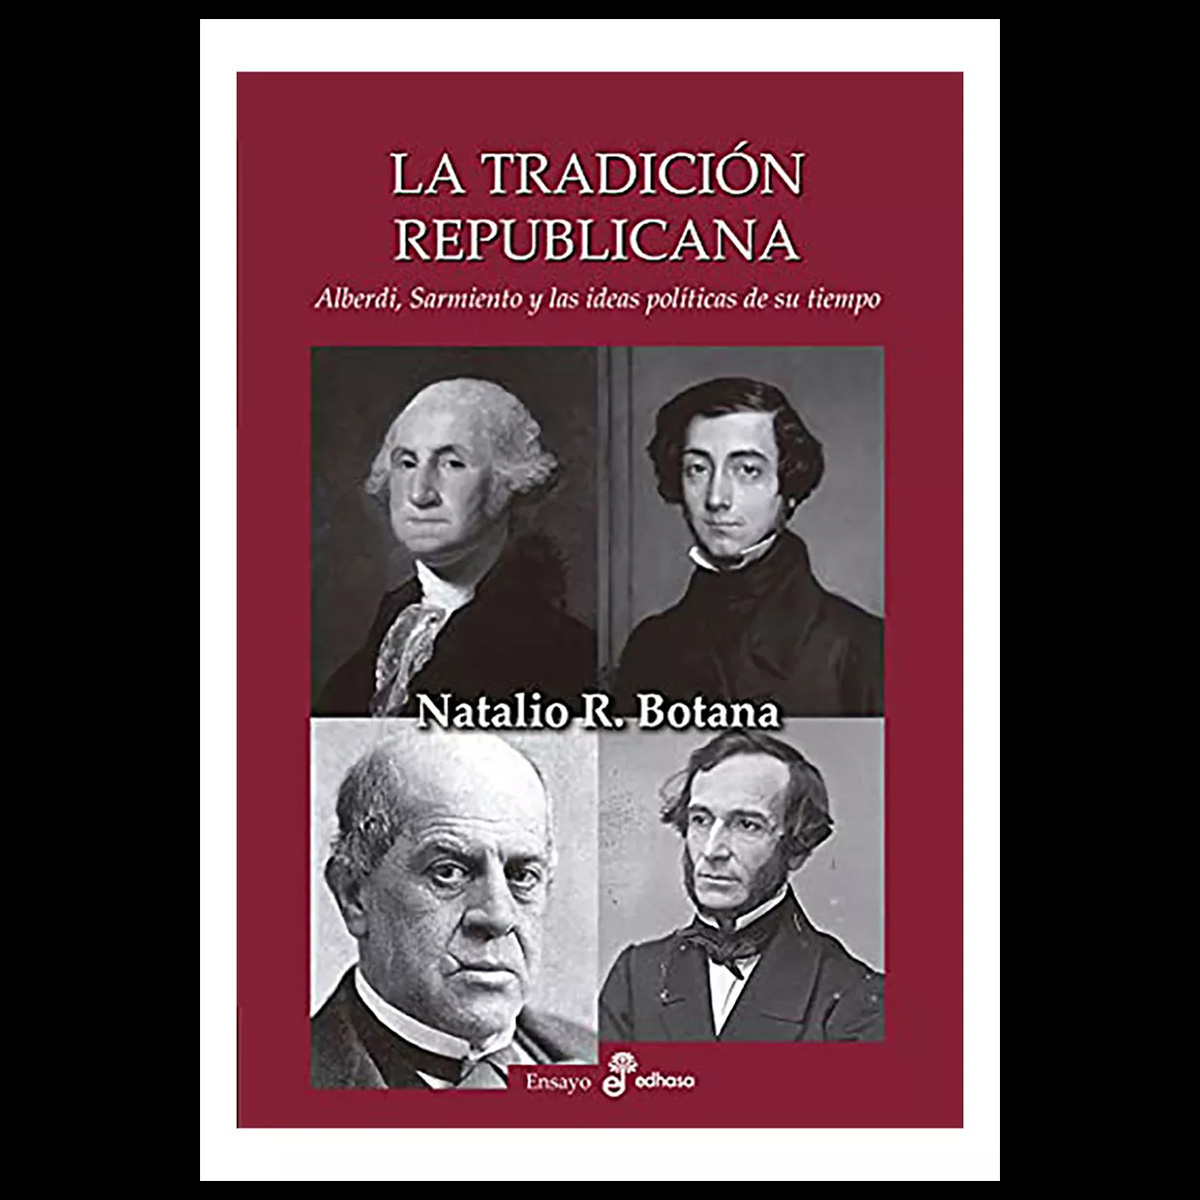 LA TRADICIÓN
REPUBLICANA
Alberdi, Sarmiento y las ideas políticas de su tiempo
Natalio R. Botana
Ensayo edhasa